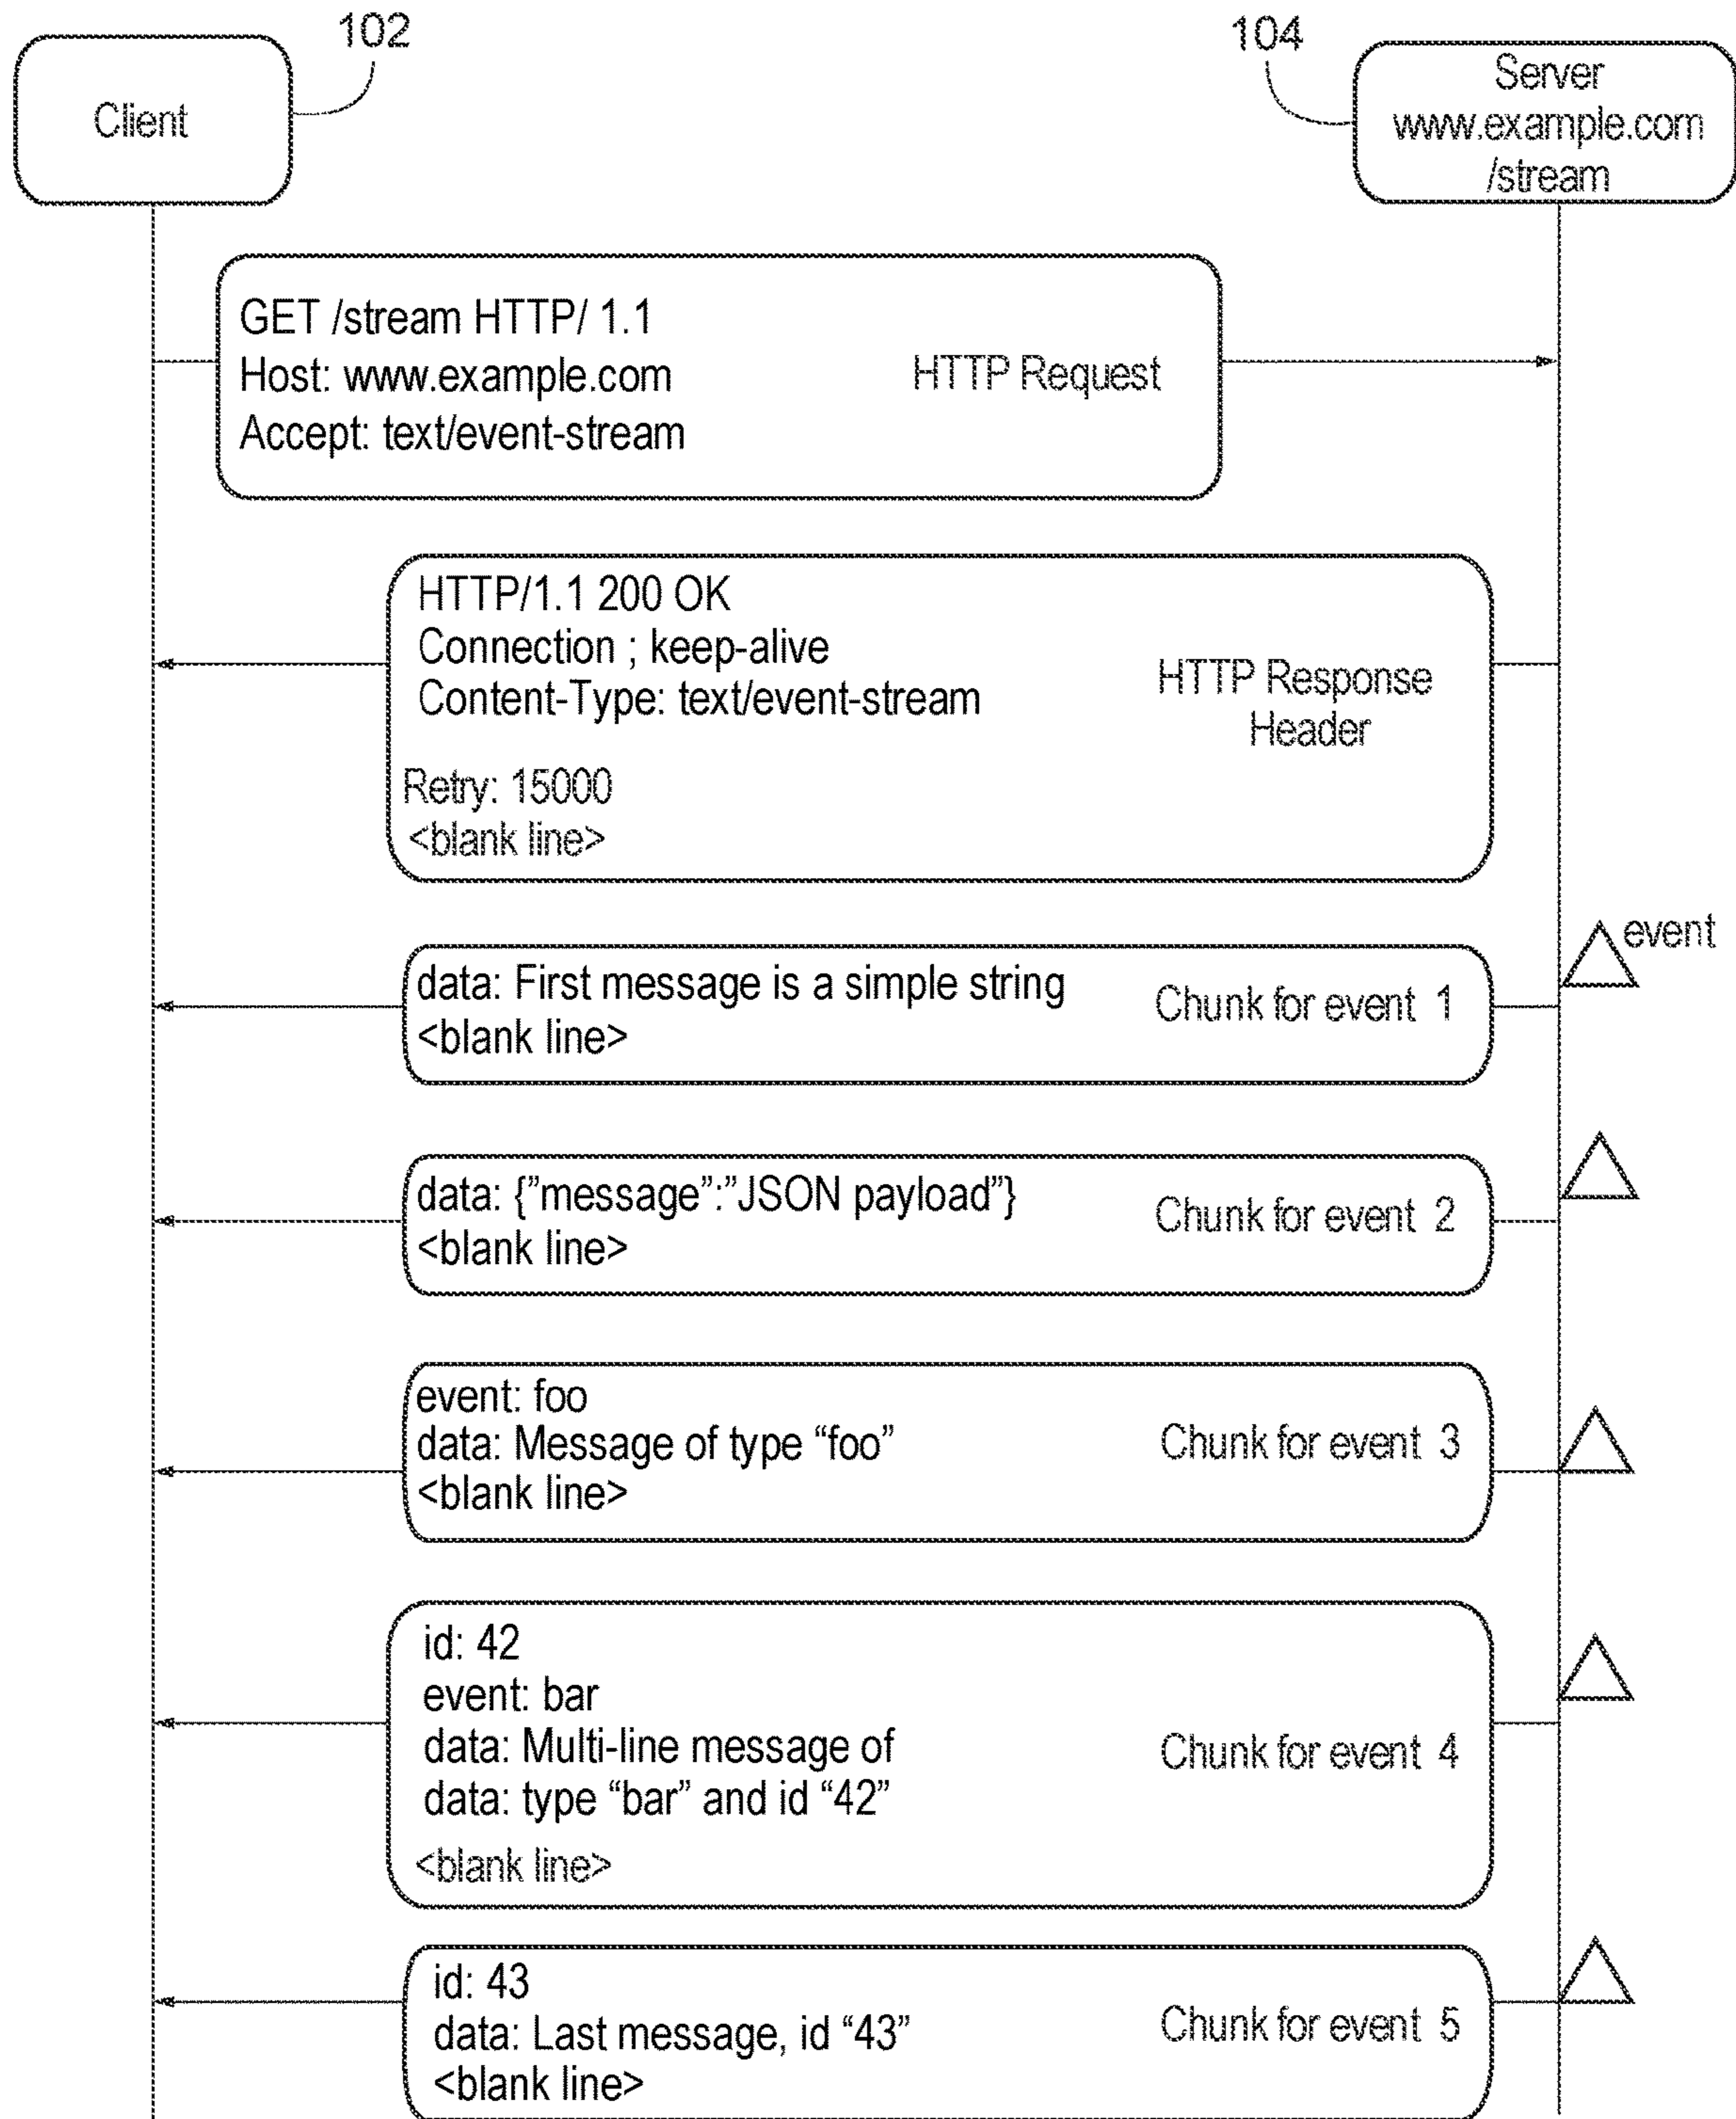 102
104
Client
Server
www.example.com
/stream
GET /stream HTTP/ 1.1
Host: www.example.com
Accept: text/event-stream
HTTP Request
HTTP/1.1 200 OK
Connection ; keep-alive
Content-Type: text/event-stream
HTTP Response
Header
Retry: 15000
<blank line>
event
data: First message is a simple string
<blank line>
Chunk for event 1
data: {”message”:”JSON payload”}
<blank line>
Chunk for event 2
event: foo
data: Message of type “foo”
<blank line>
Chunk for event 3
id: 42
event: bar
data: Multi-line message of
data: type “bar” and id “42”
<blank line>
Chunk for event 4
id: 43
data: Last message, id “43”
<blank line>
Chunk for event 5